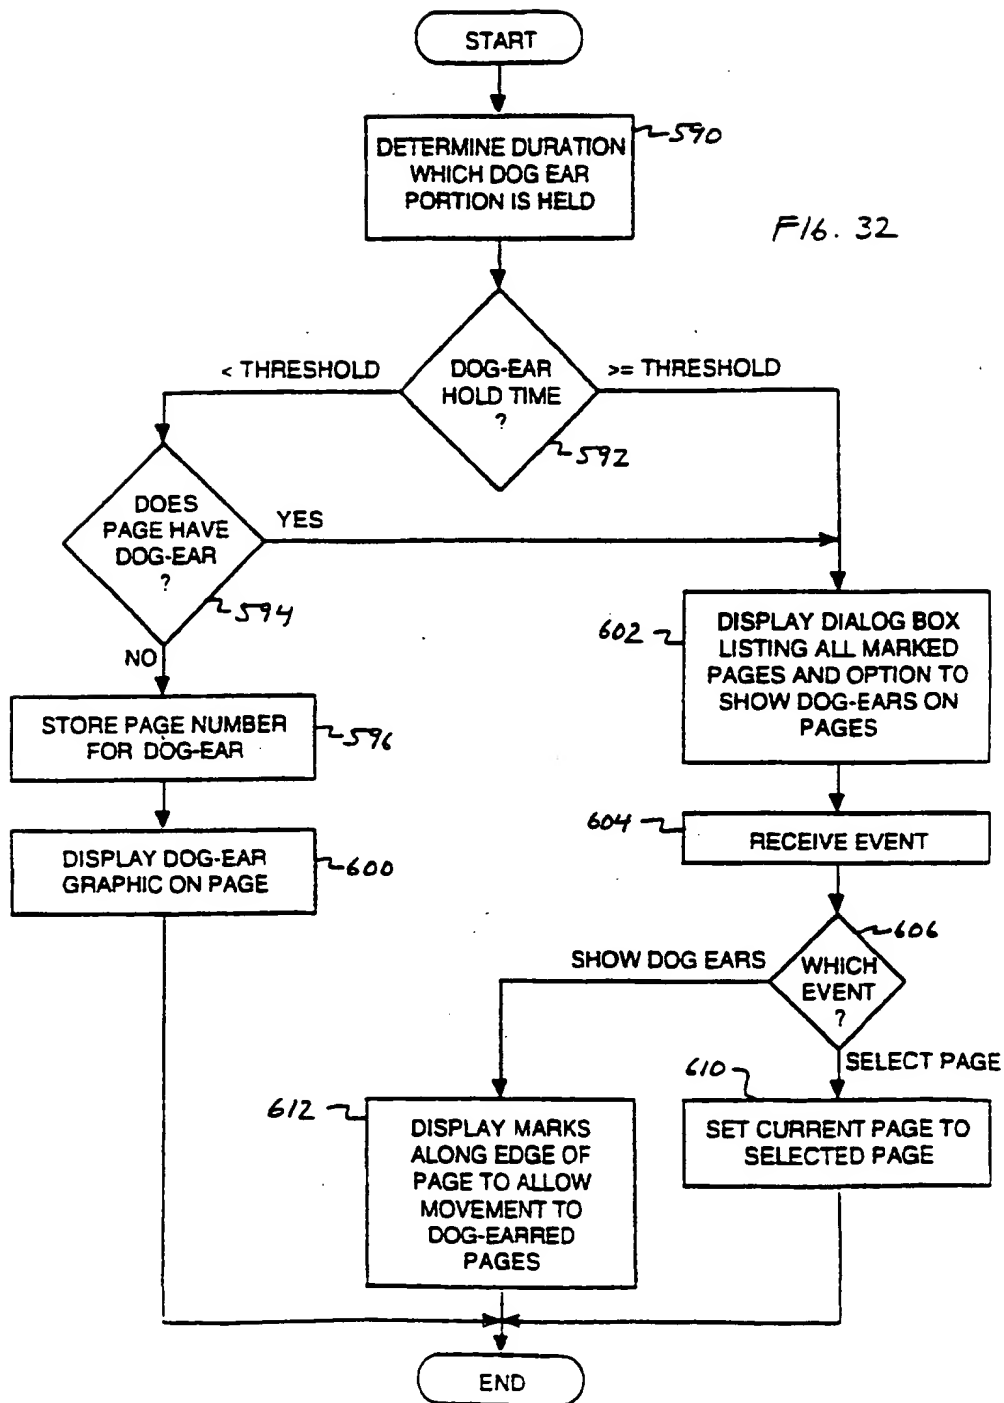 START
DETERMINE DURATION
WHICH DOG EAR
PORTION IS HELD
590
FIG. 32
< THRESHOLD
DOG-EAR
HOLD TIME
?
>= THRESHOLD
592
DOES
PAGE HAVE
DOG-EAR
?
YES
594
NO
602
DISPLAY DIALOG BOX
LISTING ALL MARKED
PAGES AND OPTION TO
SHOW DOG-EARS ON
PAGES
STORE PAGE NUMBER
FOR DOG-EAR
596
604
RECEIVE EVENT
DISPLAY DOG-EAR
GRAPHIC ON PAGE
600
606
SHOW DOG EARS
WHICH
EVENT
?
SELECT PAGE
610
612
DISPLAY MARKS
ALONG EDGE OF
PAGE TO ALLOW
MOVEMENT TO
DOG-EARRED
PAGES
SET CURRENT PAGE TO
SELECTED PAGE
END